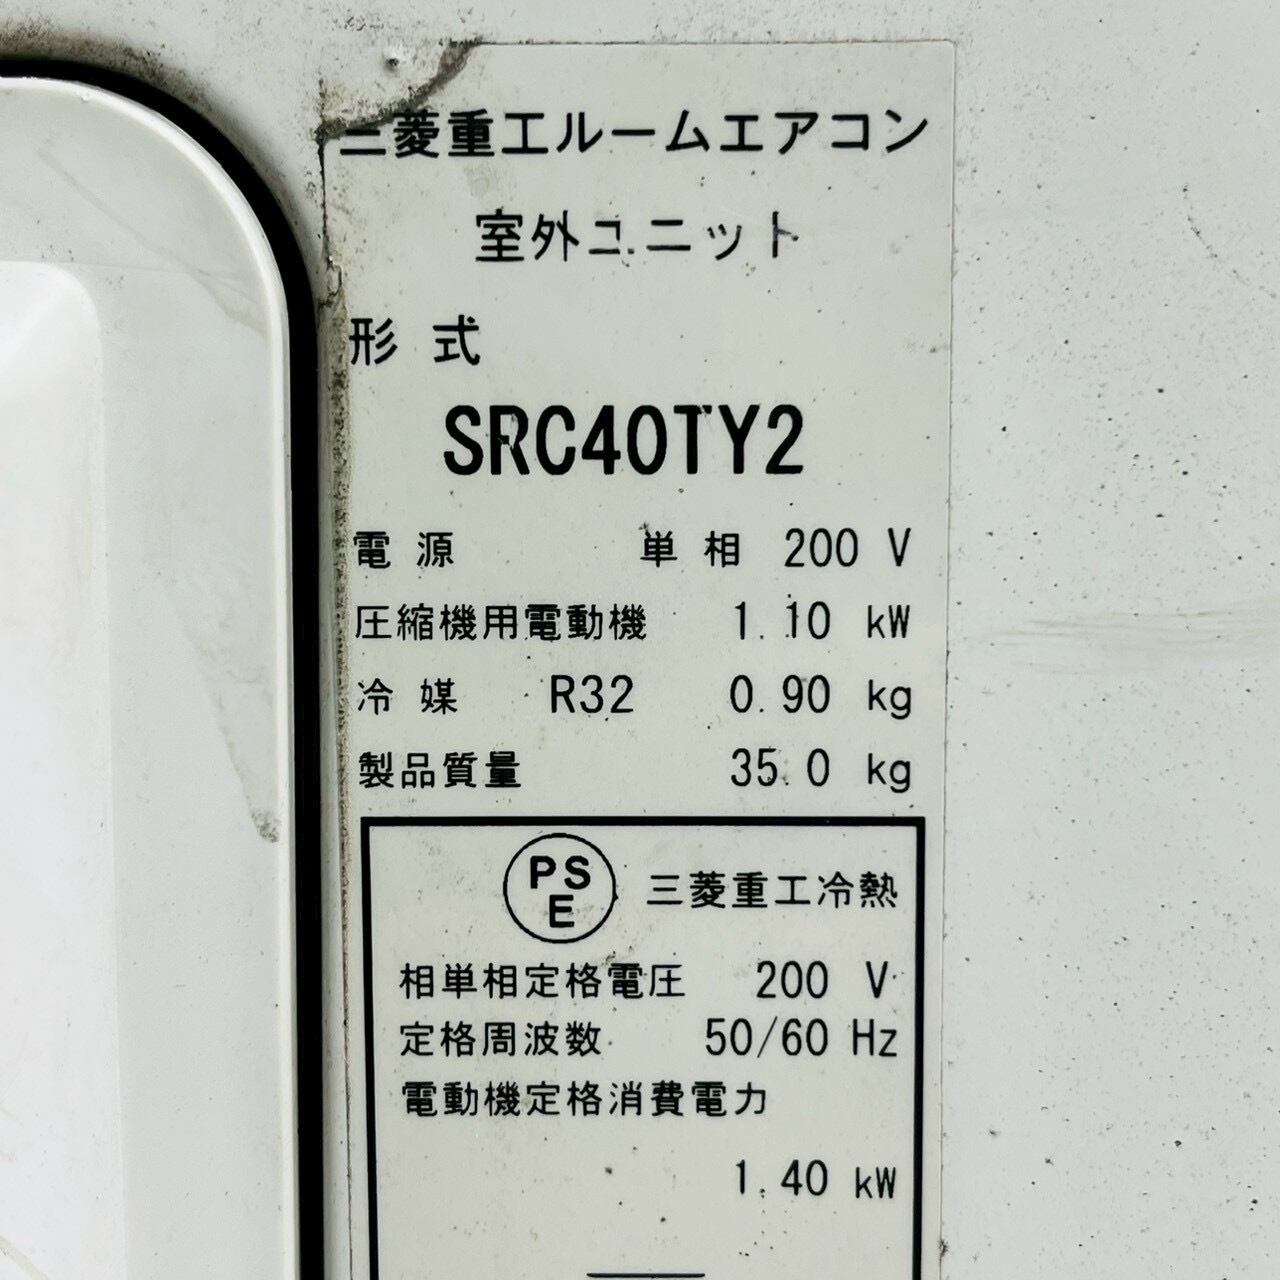 三菱重工ルームエアコン
室外ユニット
形式
SRC40TY2
電源 単相 200 V
圧縮機用電動機 1.10 kW
冷媒 R32 0.90 kg
製品質量 35.0 kg
PS
E
三菱重工冷熱
相単相定格電圧 200 V
定格周波数 50/60 Hz
電動機定格消費電力
1.40 kW